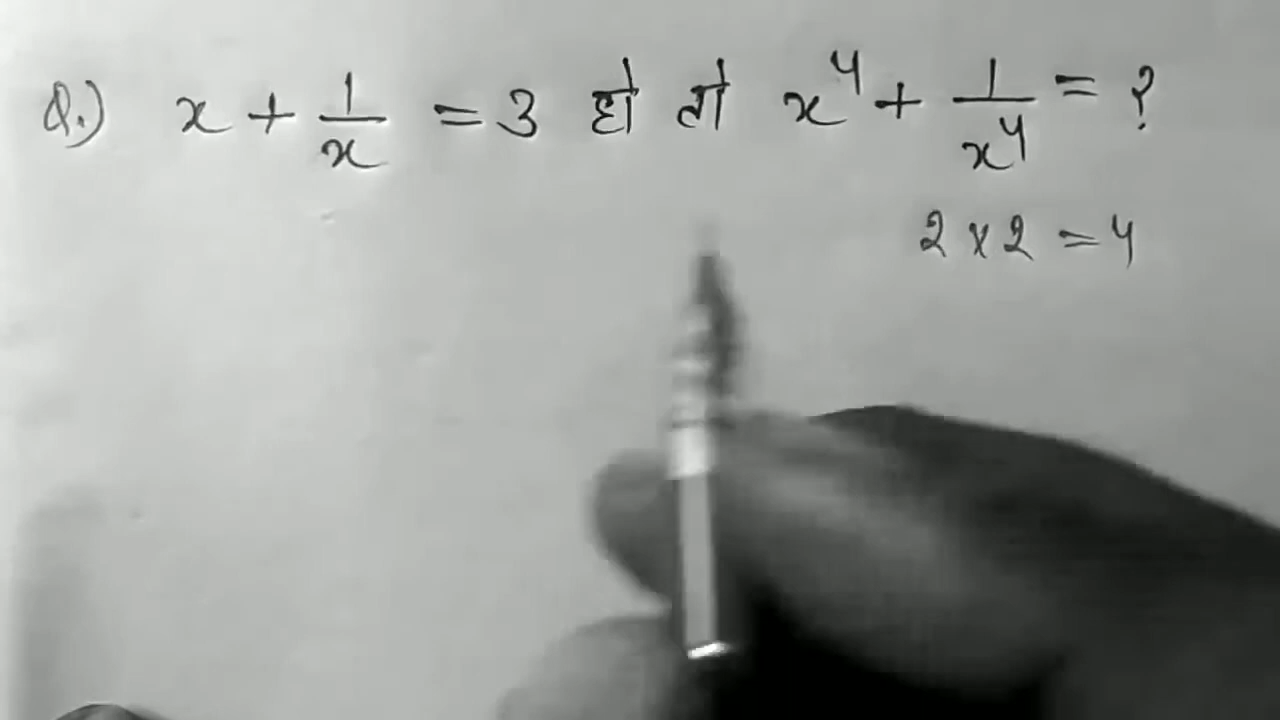 Q.) x + 1/x = 3 हो तो x⁴ + 1/x⁴ = ?
2 x 2 = 4